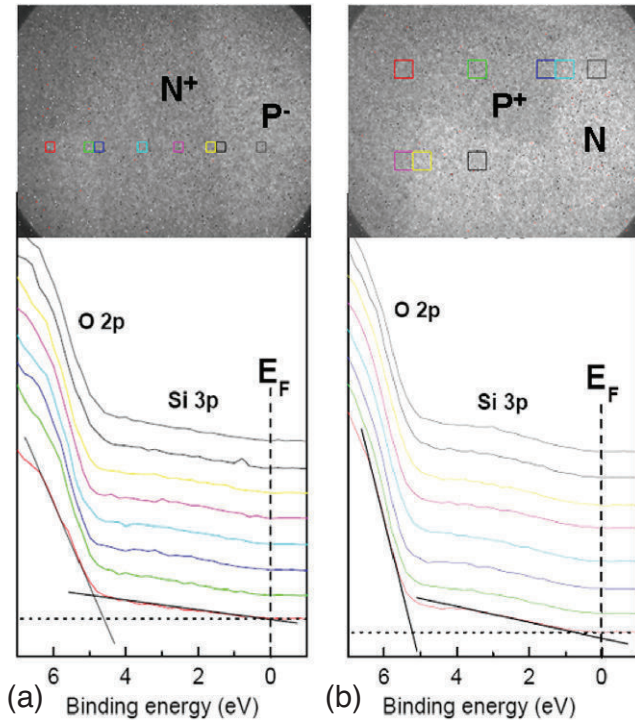 N+
P-
P+
N
O 2p
Si 3p
EF
6
4
2
0
(a)
Binding energy (eV)
O 2p
Si 3p
EF
6
4
2
0
(b)
Binding energy (eV)